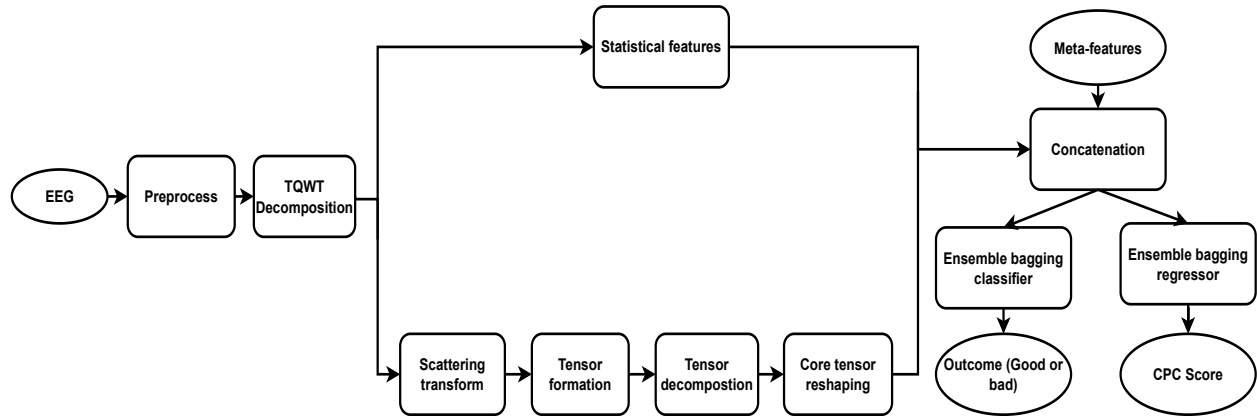 EEG
Preprocess
TQWT
Decomposition
Statistical features
Scattering
transform
Tensor
formation
Tensor
decompostion
Core tensor
reshaping
Meta-features
Concatenation
Ensemble bagging
classifier
Ensemble bagging
regressor
Outcome (Good or
bad)
CPC Score